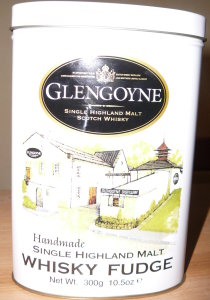 GLENGOYNE
SINGLE HIGHLAND MALT
SCOTCH WHISKY
Handmade
SINGLE HIGHLAND MALT
WHISKY FUDGE
Net Wt. 300g 10.5oz